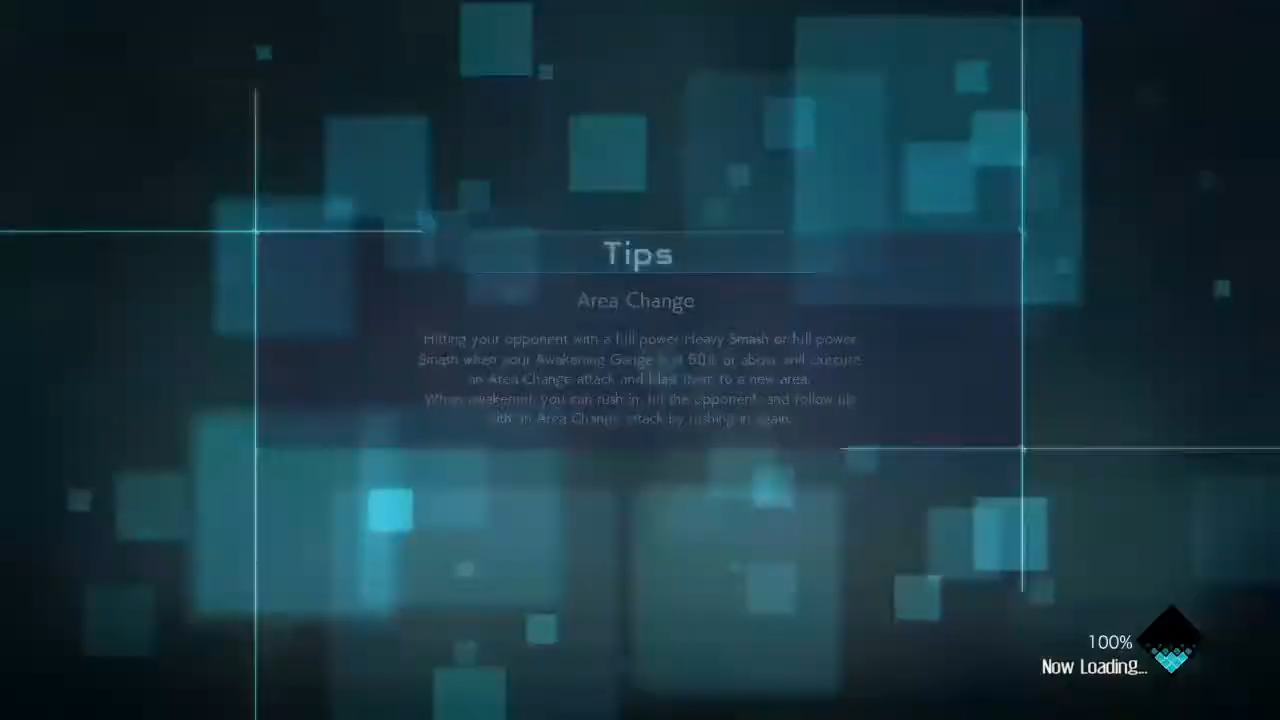 Tips
Area Change
Hitting your opponent with a full power Heavy Smash or full power
Smash when your Awakening Gauge is at 50% or above will execute
an Area Change attack and blast them to a new area.
When awakened, you can rush in, hit the opponent, and follow up
with an Area Change attack by rushing in again.
100%
Now Loading...